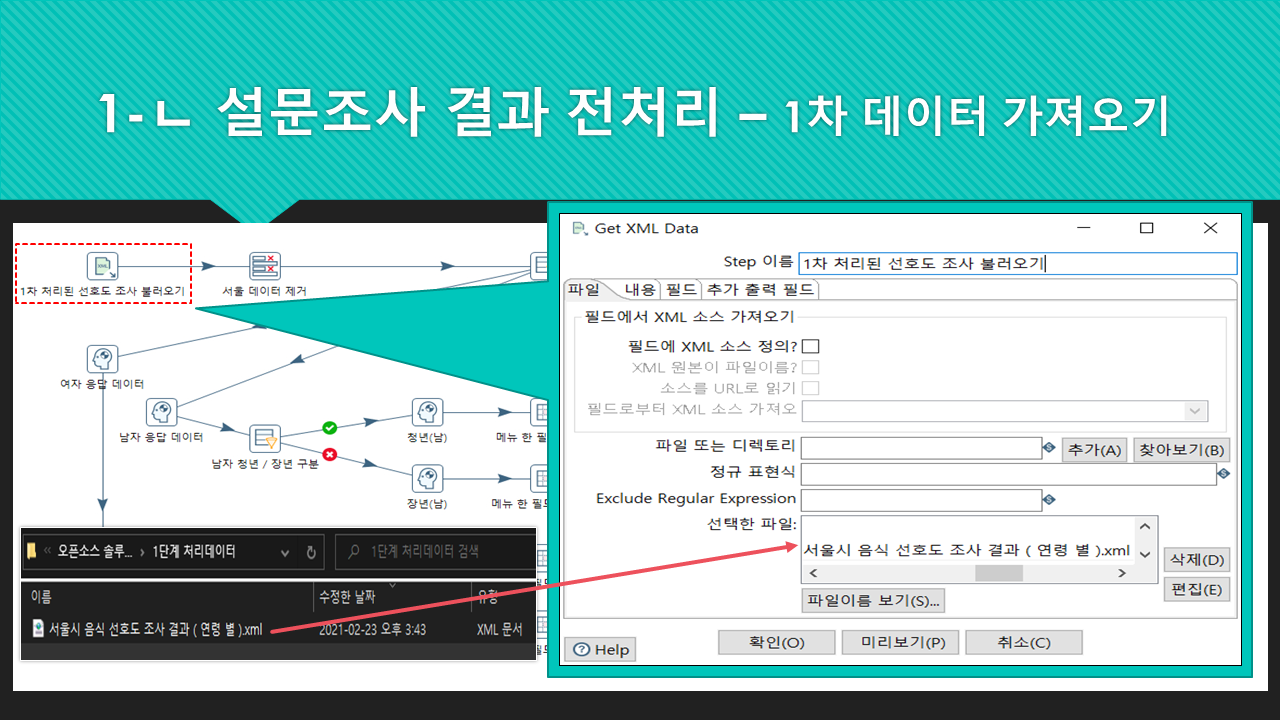 1-ㄴ 설문조사 결과 전처리 – 1차 데이터 가져오기
1차 처리된 선호도 조사 불러오기
서울 데이터 제거
여자 응답 데이터
남자 응답 데이터
남자 청년 / 장년 구분
청년(남)
메뉴 한 필
장년(남)
메뉴 한 필드
오픈소스 솔루... › 1단계 처리데이터
1단계 처리데이터 검색
이름 수정한 날짜 유형
서울시 음식 선호도 조사 결과 ( 연령 별 ).xml 2021-02-23 오후 3:43 XML 문서
Get XML Data
Step 이름 1차 처리된 선호도 조사 불러오기
파일 내용 필드 추가 출력 필드
필드에서 XML 소스 가져오기
필드에 XML 소스 정의?
XML 원본이 파일이름?
소스를 URL로 읽기
필드로부터 XML 소스 가져오
파일 또는 디렉토리 추가(A) 찾아보기(B)
정규 표현식
Exclude Regular Expression
선택한 파일:
서울시 음식 선호도 조사 결과 ( 연령 별 ).xml
삭제(D)
편집(E)
파일이름 보기(S)...
Help 확인(O) 미리보기(P) 취소(C)